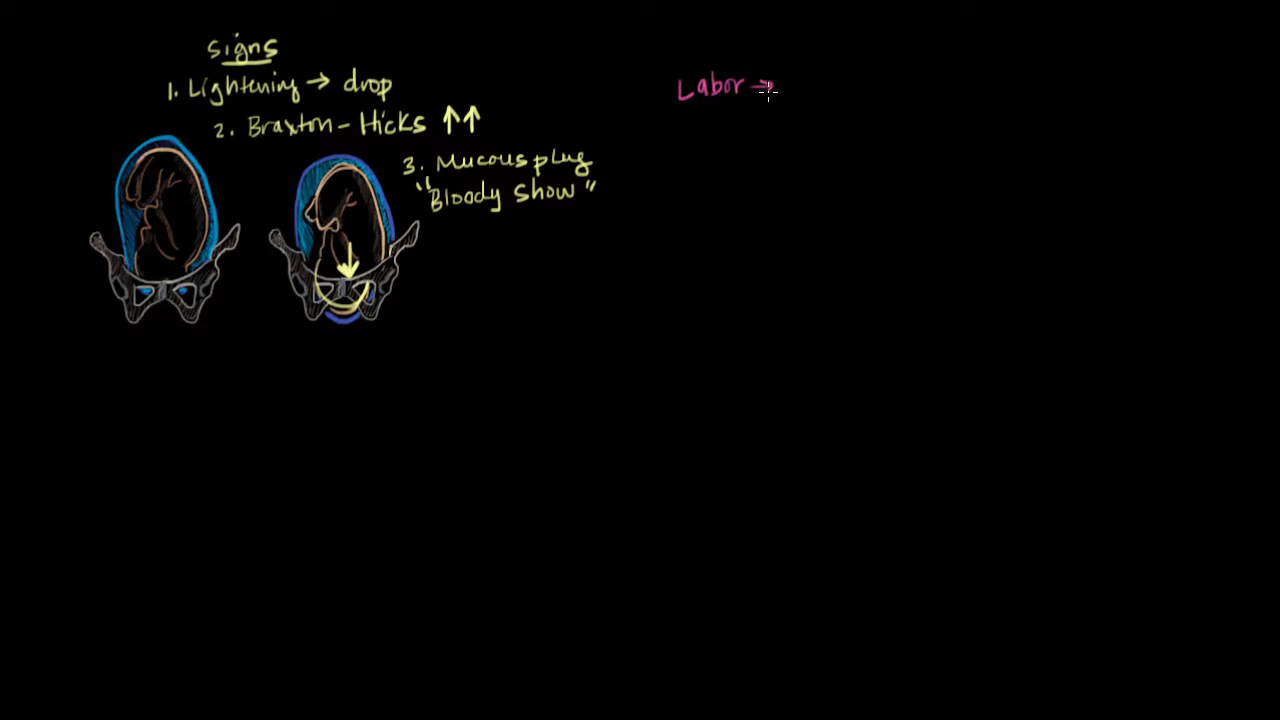 Signs
1. Lightening → drop
2. Braxton-Hicks ↑↑
3. Mucous plug
"Bloody show"
Labor →